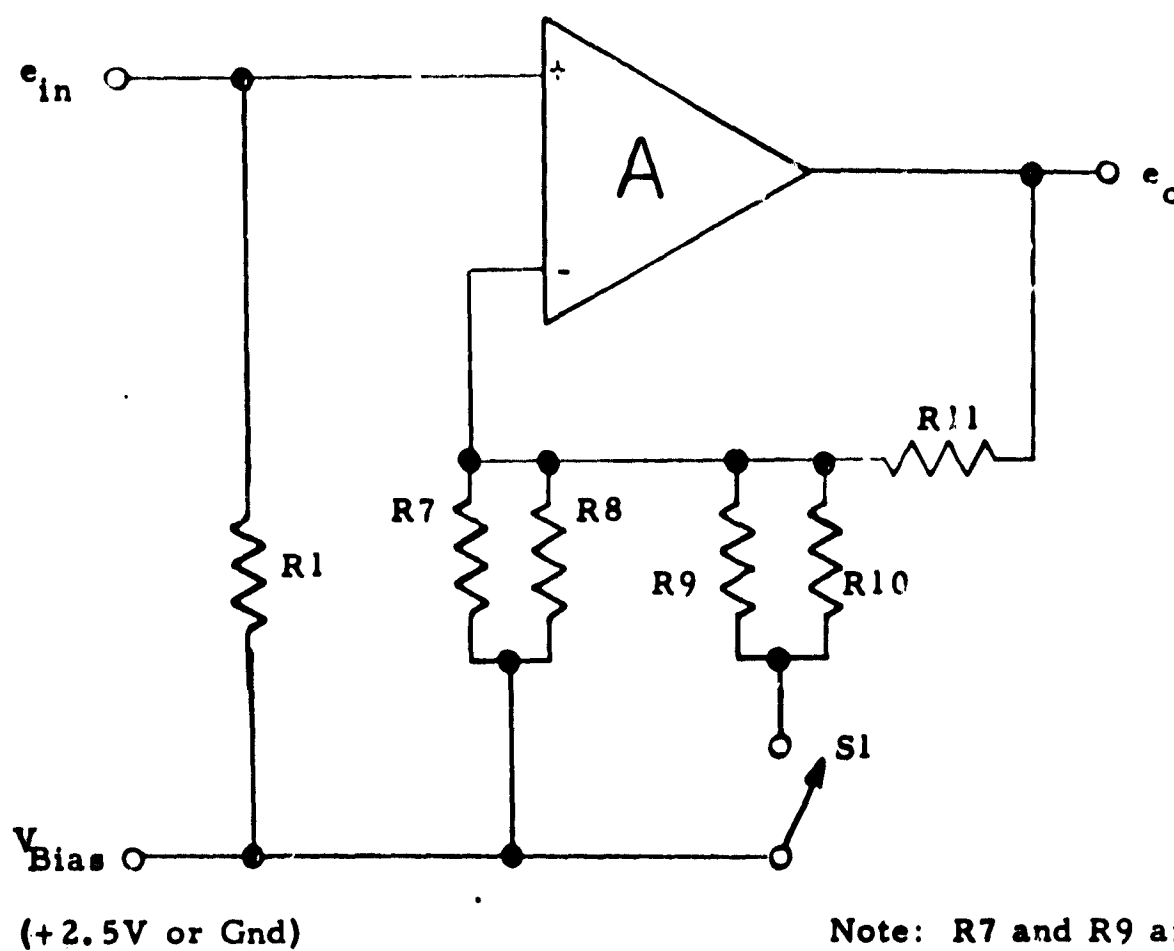 e_in
+
A
-
e_o
R11
R7
R8
R1
R9
R10
S1
V_Bias
(+2.5V or Gnd)
Note: R7 and R9